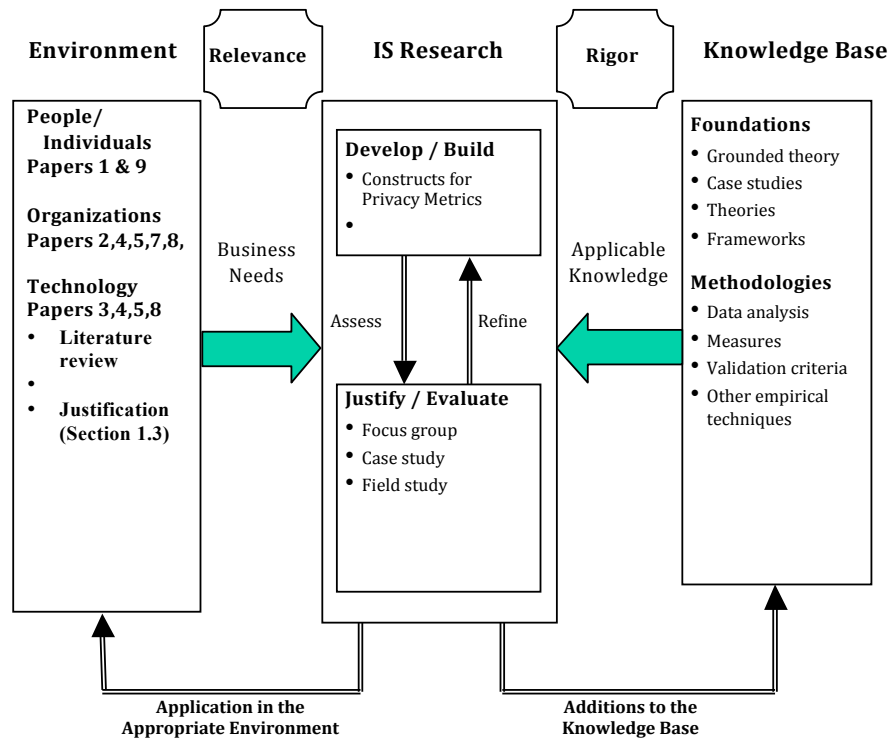 Environment
Relevance
IS Research
Rigor
Knowledge Base
People/
Individuals
Papers 1 & 9
Organizations
Papers 2,4,5,7,8,
Technology
Papers 3,4,5,8
• Literature
review
•
• Justification
(Section 1.3)
Business
Needs
Develop / Build
• Constructs for
Privacy Metrics
•
Assess
Refine
Justify / Evaluate
• Focus group
• Case study
• Field study
Applicable
Knowledge
Foundations
• Grounded theory
• Case studies
• Theories
• Frameworks
Methodologies
• Data analysis
• Measures
• Validation criteria
• Other empirical
techniques
Application in the
Appropriate Environment
Additions to the
Knowledge Base